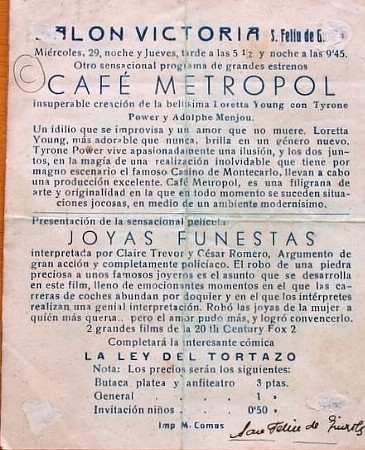 SALON VICTORIA S. Feliu de G.
Miércoles, 29, noche y Jueves, tarde a las 5 1/2 y noche a las 9'45.
Otro sensacional programa de grandes estrenos
©
CAFÉ METROPOL
insuperable creación de la bellísima Loretta Young con Tyrone
Power y Adolphe Menjou.
Un idilio que se improvisa y un amor que no muere. Loretta
Young, más adorable que nunca, brilla en un género nuevo.
Tyrone Power vive apasionadamente una ilusión, y los dos jun-
tos, en la magía de una realización inolvidable que tiene por
magno escenario el famoso Casino de Montecarlo, llevan a cabo
una producción excelente. Café Metropol, es una filigrana de
arte y originalidad en la que en todo momento se suceden situa-
ciones jocosas, en medio de un ambiente modernísimo.
Presentación de la sensacional película
JOYAS FUNESTAS
interpretada por Claire Trevor y César Romero, Argumento de
gran acción y completamente policíaco. El robo de una piedra
preciosa a unos famosos joyeros es el asunto que se desarrolla
en este film, lleno de emocionantes momentos en el que las ca-
rreras de coches abundan por doquier y en el que los intérpretes
realizan una genial interpretación. Robó las joyas de la mujer a
quién más quería.. pero el amor pudo más, y logró convencerlo.
2 grandes films de la 20 th Century Fox 2
Completará la interesante cómica
LA LEY DEL TORTAZO
Nota: Los precios serán los siguientes:
Butaca platea y anfiteatro 3 ptas.
General . . . . 1 »
Invitación niños . . . 0'50 »
Imp M. Comas
San Feliu de Guixols